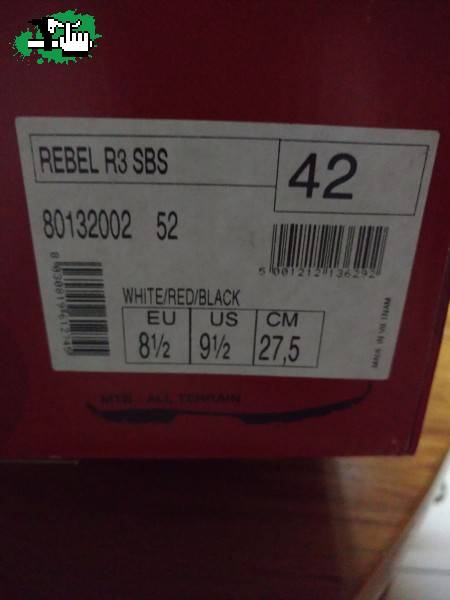 REBEL R3 SBS
42
80132002 52
5 001212 136292
WHITE/RED/BLACK
EU US CM
8½ 9½ 27,5
MADE IN VIETNAM
MTB - ALL TERRAIN